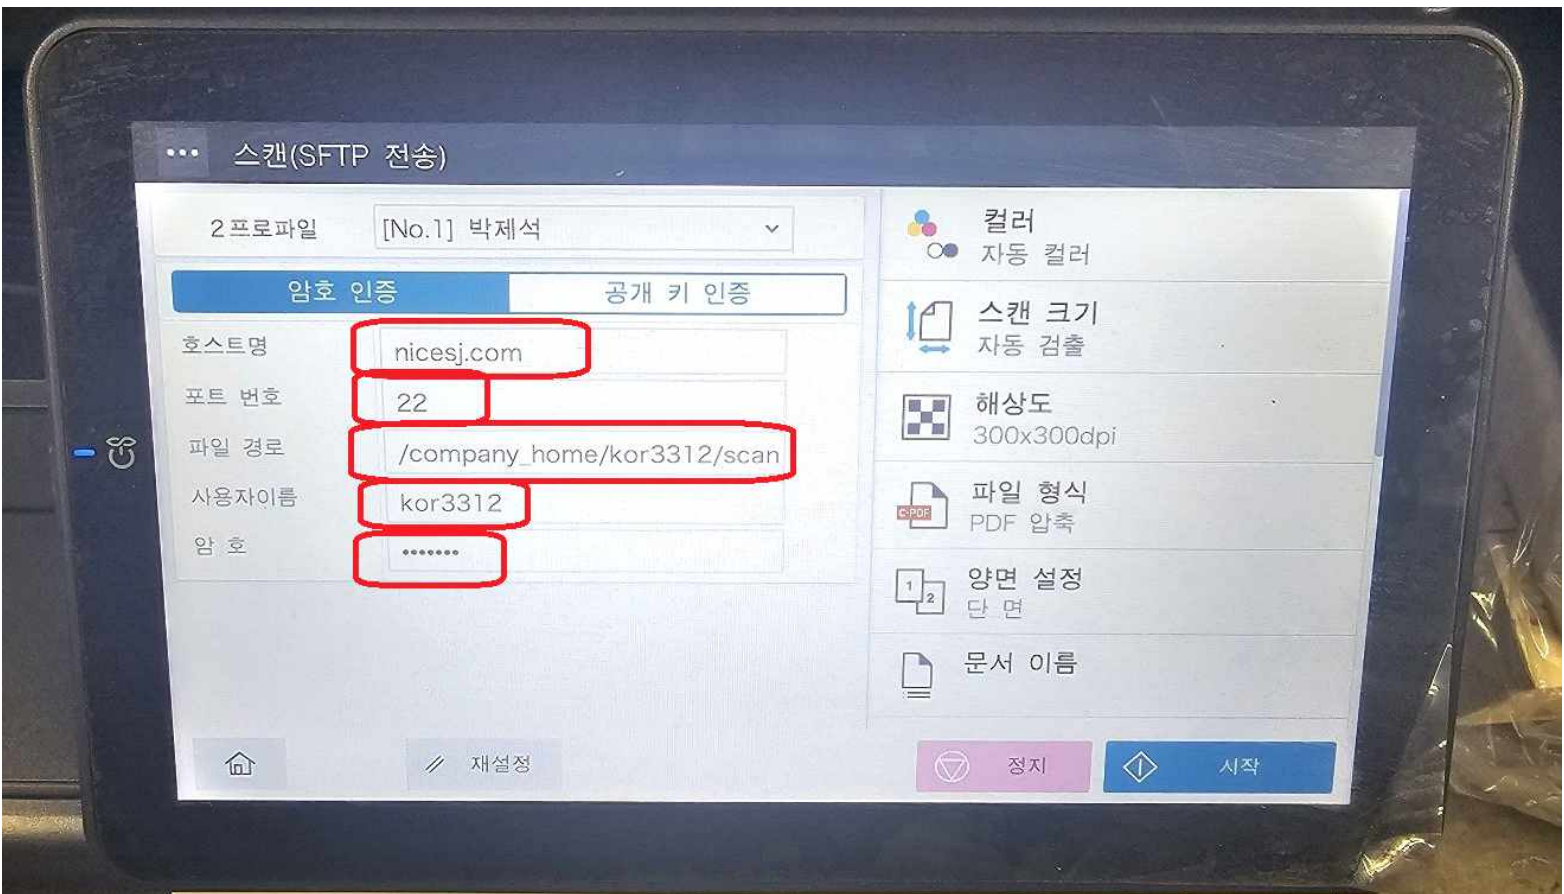 스캔(SFTP 전송)
2프로파일 [No.1] 박제석
암호 인증 공개 키 인증
호스트명 nicesj.com
포트 번호 22
파일 경로 /company_home/kor3312/scan
사용자이름 kor3312
암 호 •••••••
재설정
컬러
자동 컬러
스캔 크기
자동 검출
해상도
300x300dpi
C-PDF
파일 형식
PDF 압축
1 2
양면 설정
단 면
문서 이름
정지 시작